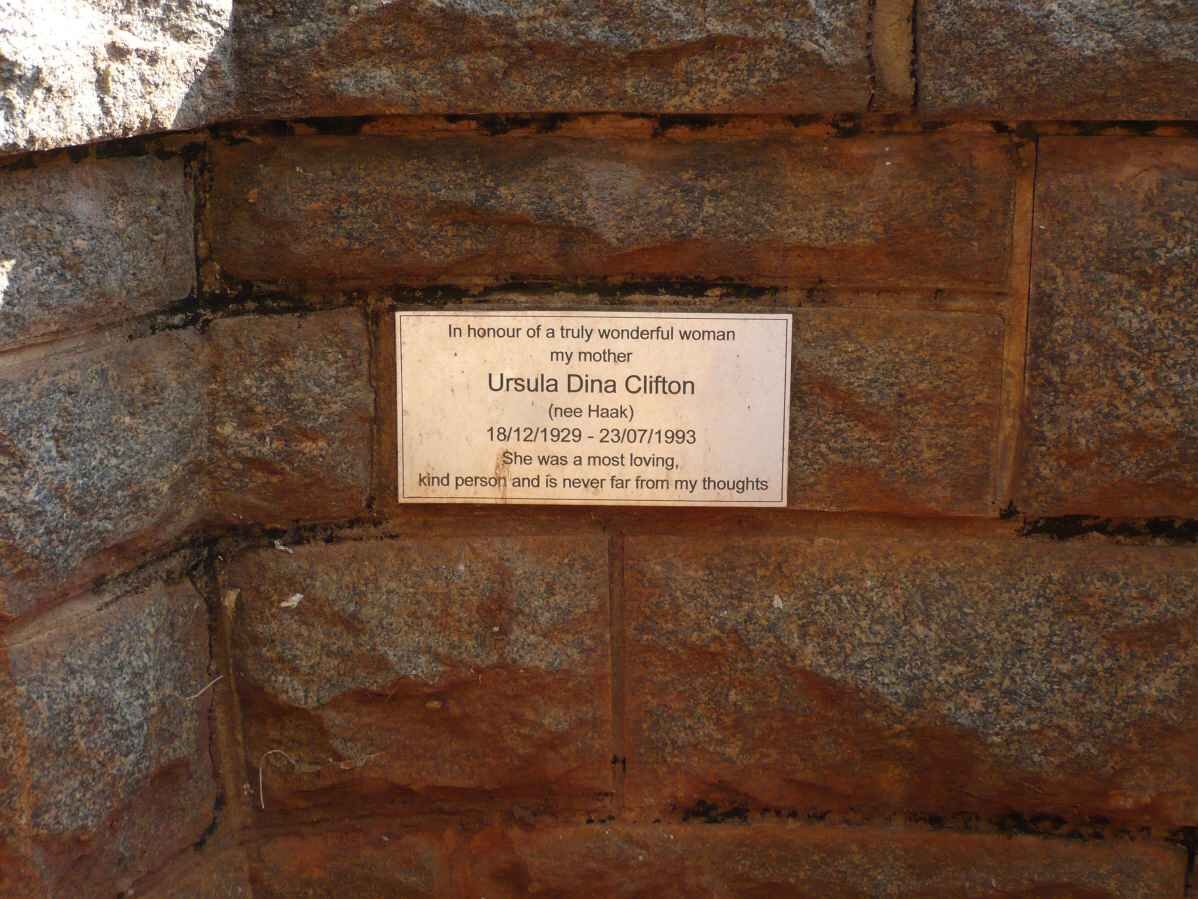 In honour of a truly wonderful woman
my mother
Ursula Dina Clifton
(nee Haak)
18/12/1929 - 23/07/1993
She was a most loving,
kind person and is never far from my thoughts